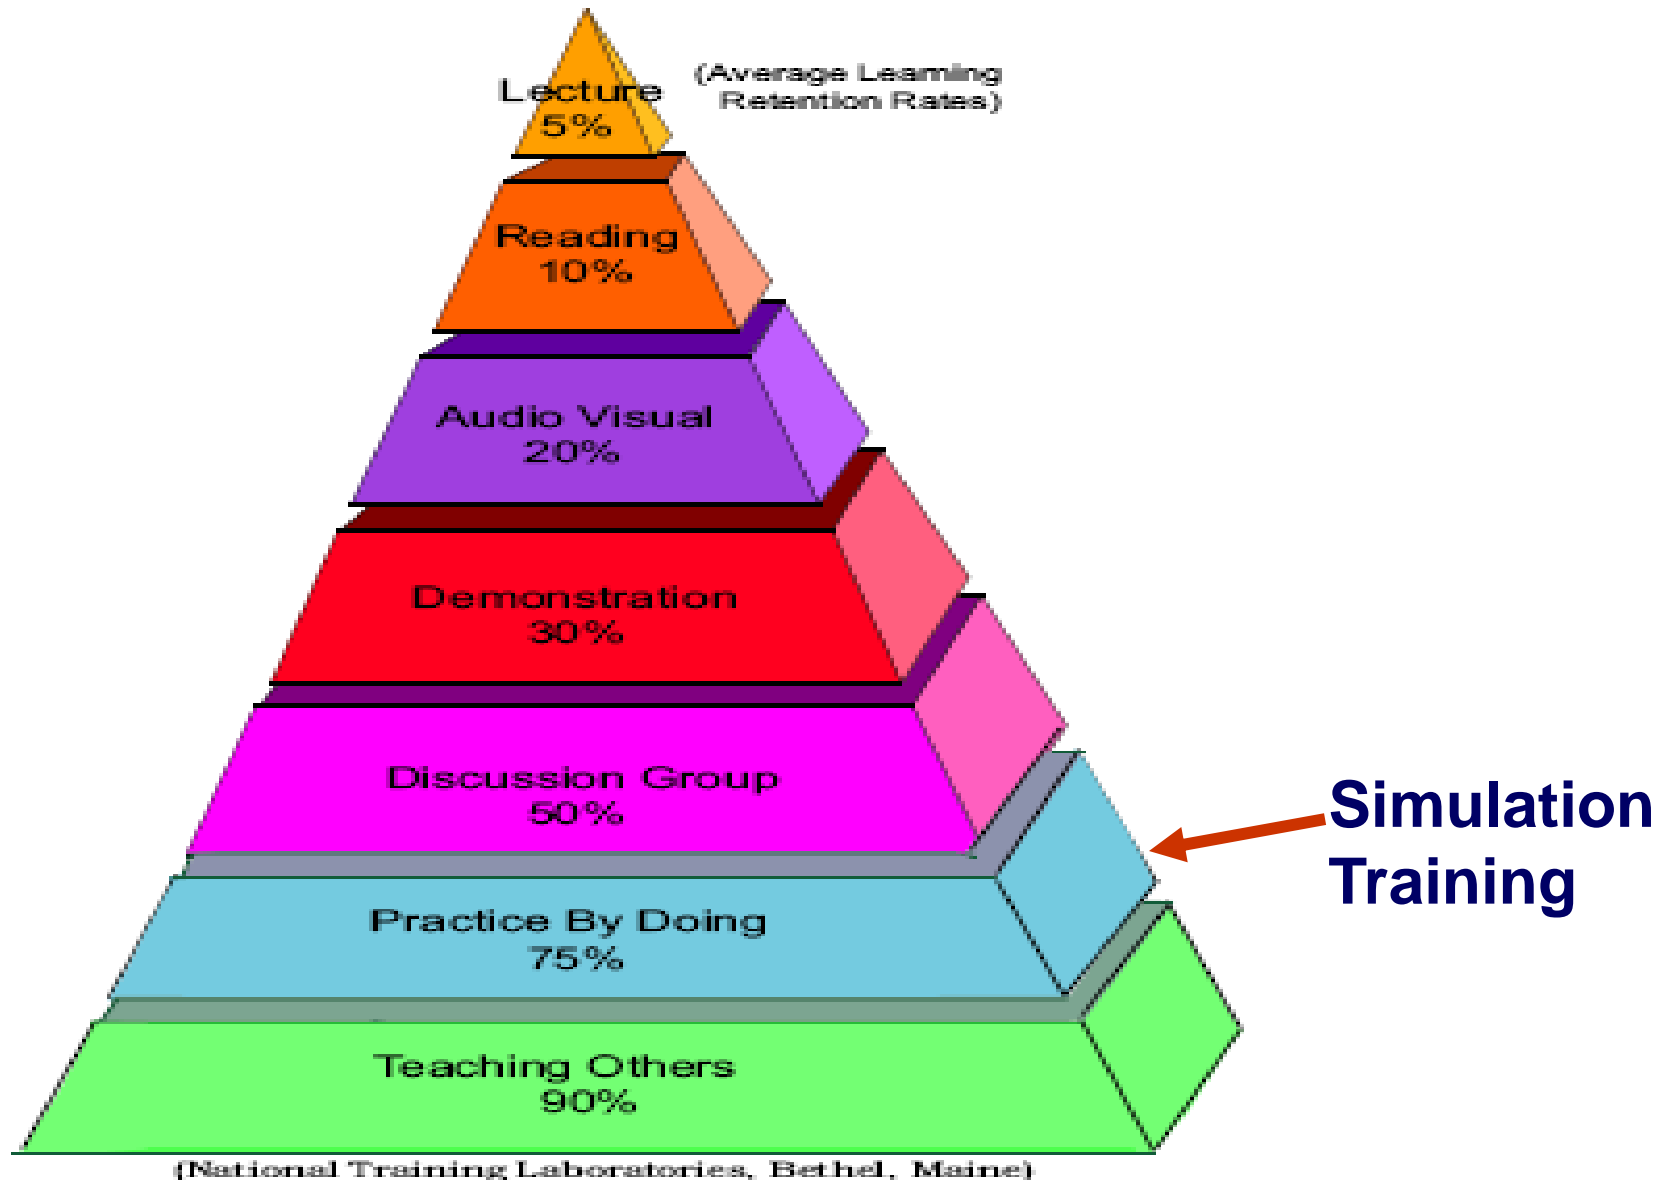 Lecture
5%
(Average Learning
Retention Rates)
Reading
10%
Audio Visual
20%
Demonstration
30%
Discussion Group
50%
Simulation
Training
Practice By Doing
75%
Teaching Others
90%
(National Training Laboratories, Bethel, Maine)